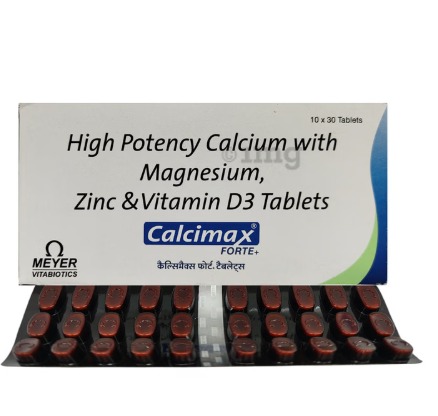 10 x 30 Tablets
High Potency Calcium with
Magnesium,
Zinc & Vitamin D3 Tablets
Calcimax®
FORTE+
कैल्सिमैक्स फोर्ट+ टैबलेट्स
MEYER
VITABIOTICS